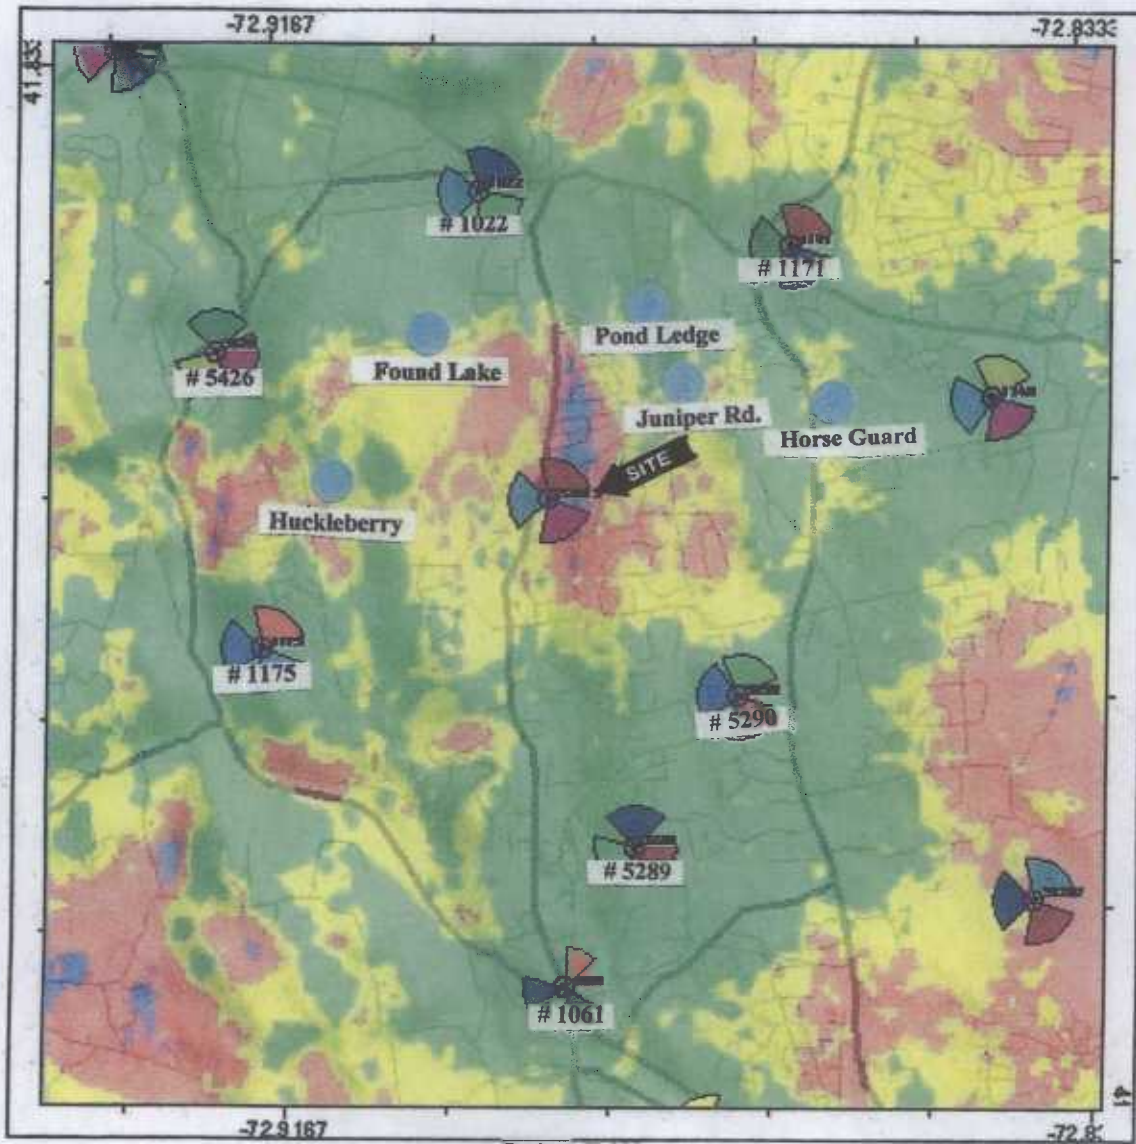 -72.9167
-72.8333
41.833
# 1022
# 1171
Pond Ledge
Found Lake
# 5426
Juniper Rd.
Horse Guard
SITE
Huckleberry
# 1175
# 5290
# 5289
# 1061
-72.9167
-72.8
41